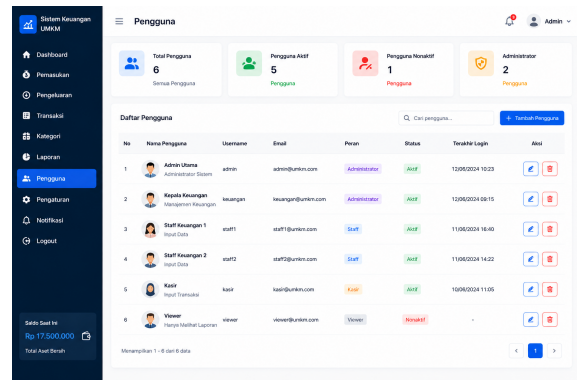 Sistem Keuangan
UMKM
Dashboard
Pemasukan
Pengeluaran
Transaksi
Kategori
Laporan
Pengguna
Pengaturan
Notifikasi
Logout
Saldo Saat Ini
Rp 17.500.000
Total Aset Bersih
Pengguna
Admin
Total Pengguna
6
Semua Pengguna
Pengguna Aktif
5
Pengguna
Pengguna Nonaktif
1
Pengguna
Administrator
2
Pengguna
Daftar Pengguna
Cari pengguna...
+ Tambah Pengguna
No Nama Pengguna Username Email Peran Status Terakhir Login Aksi
1 Admin Utama admin admin@umkm.com Administrator Aktif 12/06/2024 10:23
Administrator Sistem
2 Kepala Keuangan keuangan keuangan@umkm.com Administrator Aktif 12/06/2024 09:15
Manajemen Keuangan
3 Staff Keuangan 1 staff1 staff1@umkm.com Staff Aktif 11/06/2024 16:40
Input Data
4 Staff Keuangan 2 staff2 staff2@umkm.com Staff Aktif 11/06/2024 14:22
Input Data
5 Kasir kasir kasir@umkm.com Kasir Aktif 10/06/2024 11:05
Input Transaksi
6 Viewer viewer viewer@umkm.com Viewer Nonaktif -
Hanya Melihat Laporan
Menampilkan 1 - 6 dari 6 data
< 1 >